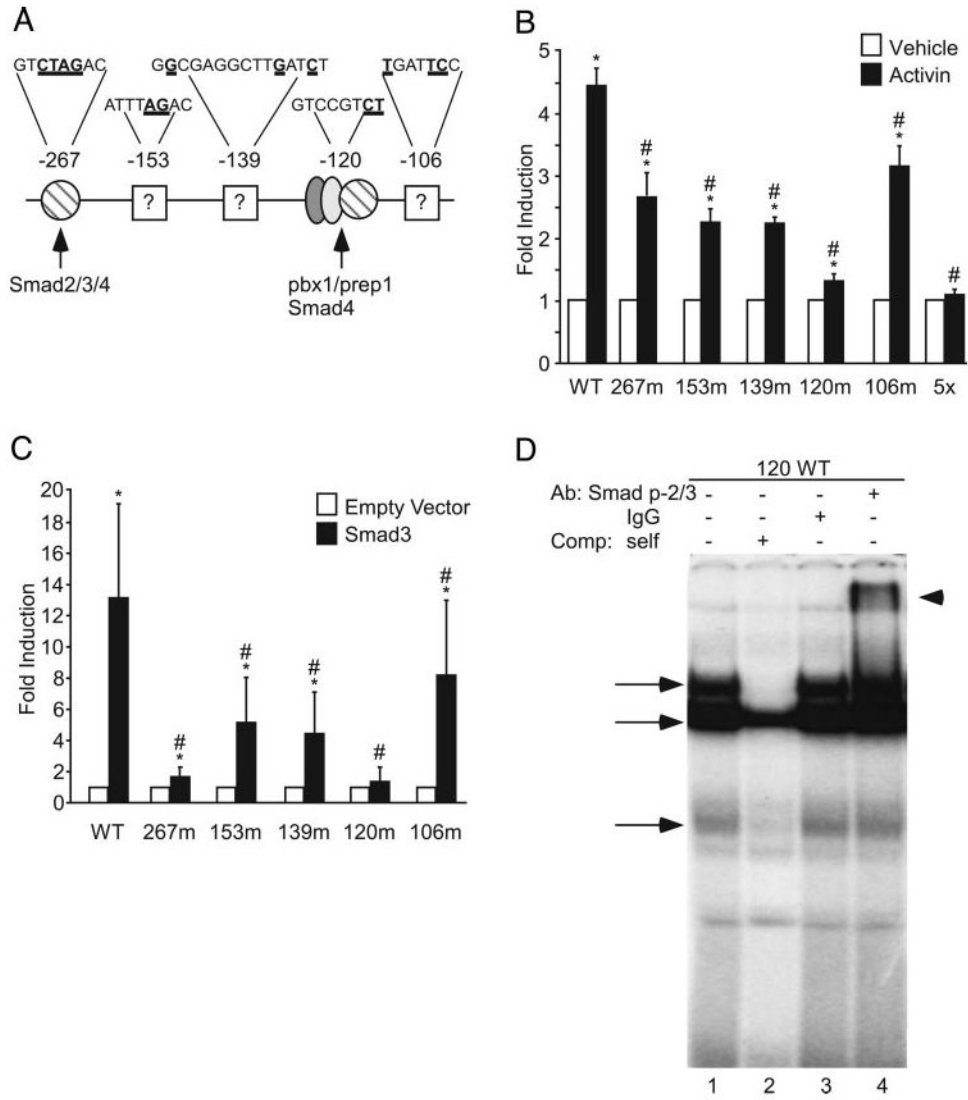 A
GTCTAGAC
GGCGAGGCTTGATCT
TGATTCC
ATTTAGAC
GTCCGTCT
-267
-153
-139
-120
-106
?
?
?
Smad2/3/4
pbx1/prep1
Smad4
B
Vehicle
Activin
Fold Induction
5
4
3
2
1
0
*
#
*
#
*
#
*
#
*
#
*
#
WT
267m
153m
139m
120m
106m
5x
C
Empty Vector
Smad3
Fold Induction
20
18
16
14
12
10
8
6
4
2
0
*
#
*
#
*
#
*
#
#
*
WT
267m
153m
139m
120m
106m
D
120 WT
Ab: Smad p-2/3 - - - +
IgG - - + -
Comp: self - + - -
1 2 3 4